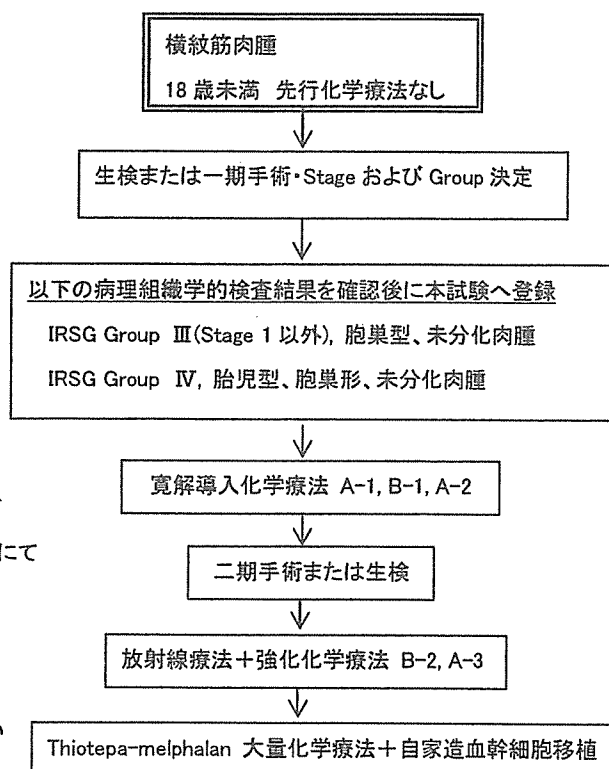 横紋筋肉腫
18 歳未満 先行化学療法なし
生検または一期手術・Stage および Group 決定
以下の病理組織学的検査結果を確認後に本試験へ登録
IRSG Group Ⅲ(Stage 1 以外), 胞巣型、未分化肉腫
IRSG Group Ⅳ, 胎児型、胞巣形、未分化肉腫
寛解導入化学療法 A-1, B-1, A-2
にて
二期手術または生検
放射線療法＋強化化学療法 B-2, A-3
Thiotepa-melphalan 大量化学療法＋自家造血幹細胞移植